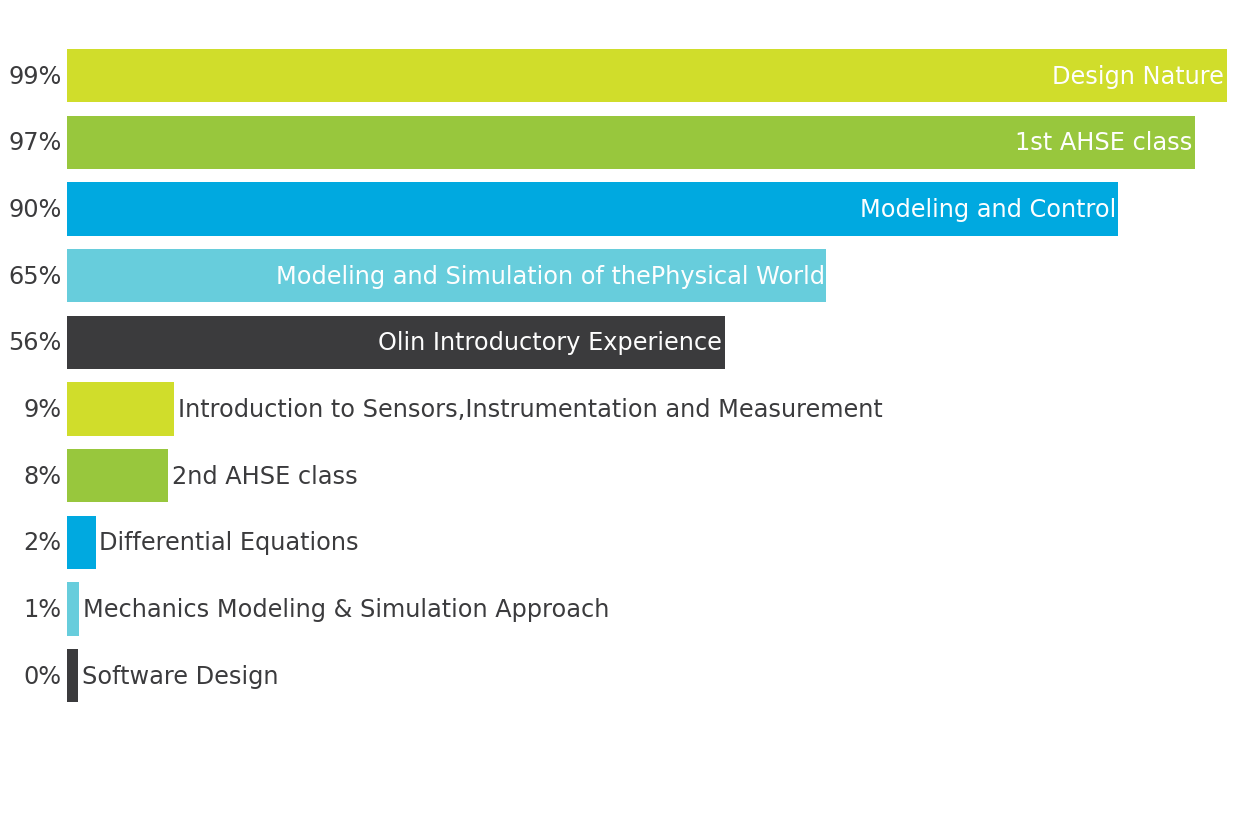 99% Design Nature
97% 1st AHSE class
90% Modeling and Control
65% Modeling and Simulation of thePhysical World
56% Olin Introductory Experience
9% Introduction to Sensors,Instrumentation and Measurement
8% 2nd AHSE class
2% Differential Equations
1% Mechanics Modeling & Simulation Approach
0% Software Design